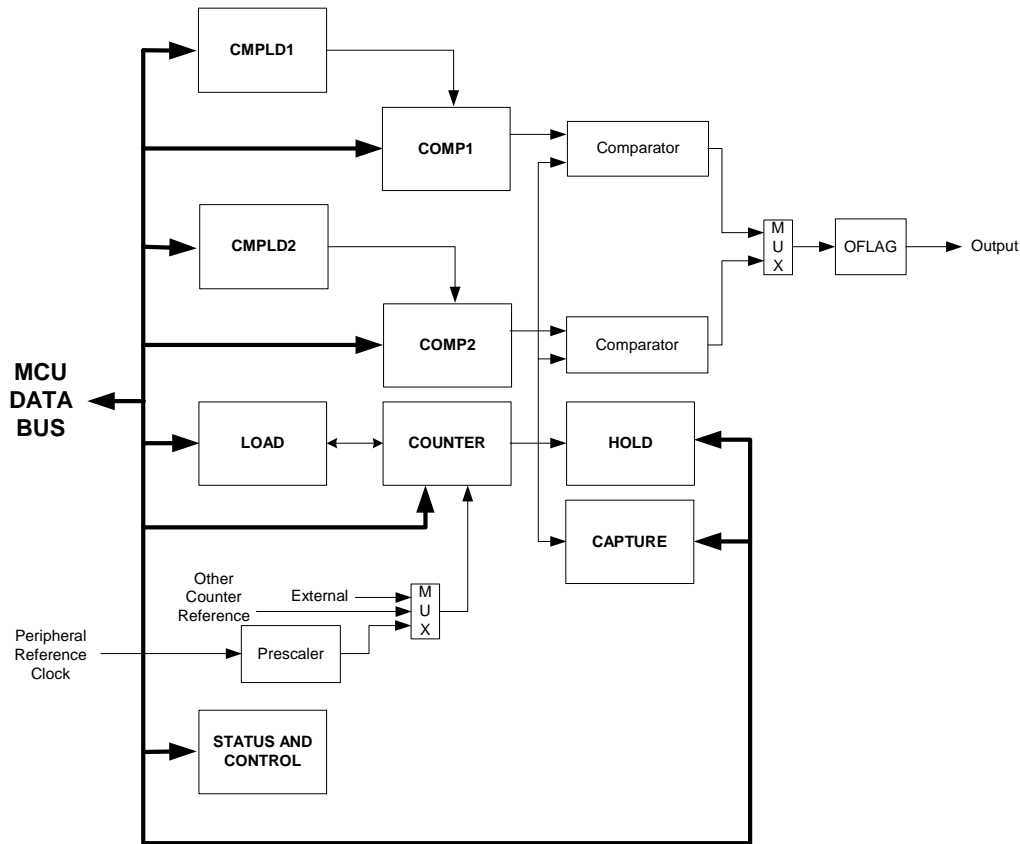 CMPLD1
COMP1
Comparator
CMPLD2
M
U
X
OFLAG
Output
COMP2
Comparator
MCU
DATA
BUS
LOAD
COUNTER
HOLD
CAPTURE
Other
Counter
Reference
External
M
U
X
Peripheral
Reference
Clock
Prescaler
STATUS AND
CONTROL